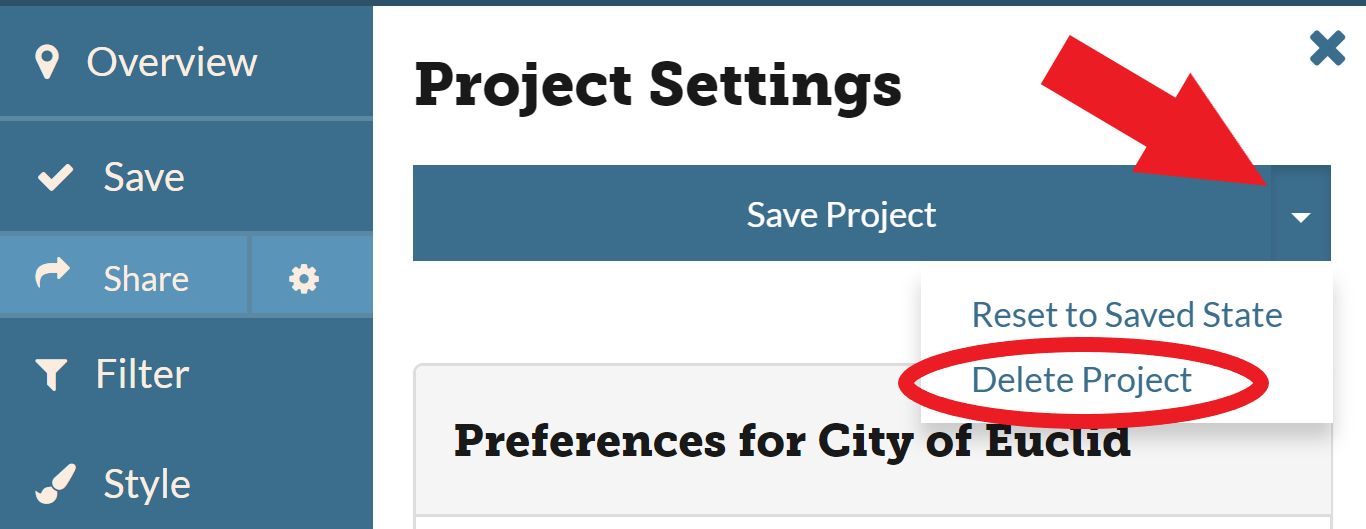 Overview
Save
Share
Filter
Style
Project Settings
Save Project
Reset to Saved State
Delete Project
Preferences for City of Euclid